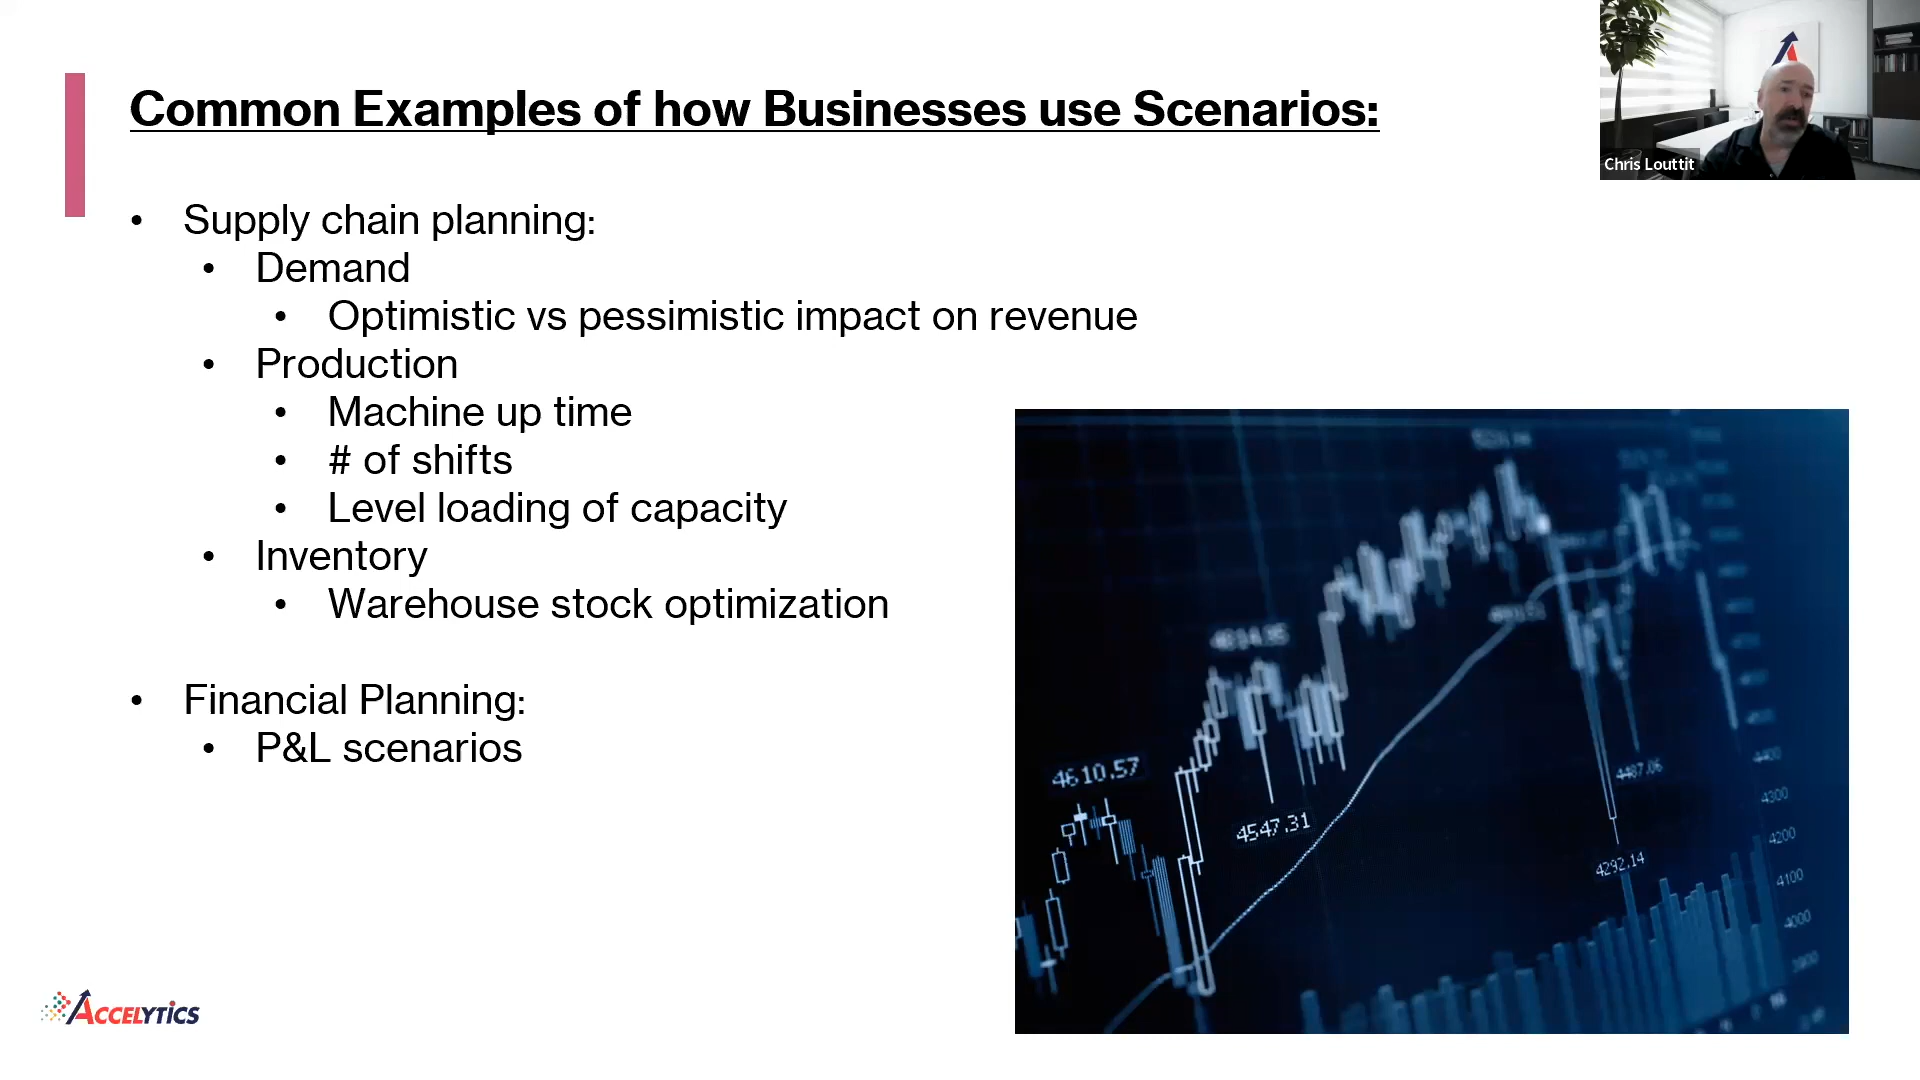 Common Examples of how Businesses use Scenarios:
Chris Louttit
• Supply chain planning:
• Demand
• Optimistic vs pessimistic impact on revenue
• Production
• Machine up time
• # of shifts
• Level loading of capacity
• Inventory
• Warehouse stock optimization
• Financial Planning:
• P&L scenarios
4610.57
4547.31
4487.06
4292.14
4400
4300
4200
4100
4000
3900
ACCELYTICS